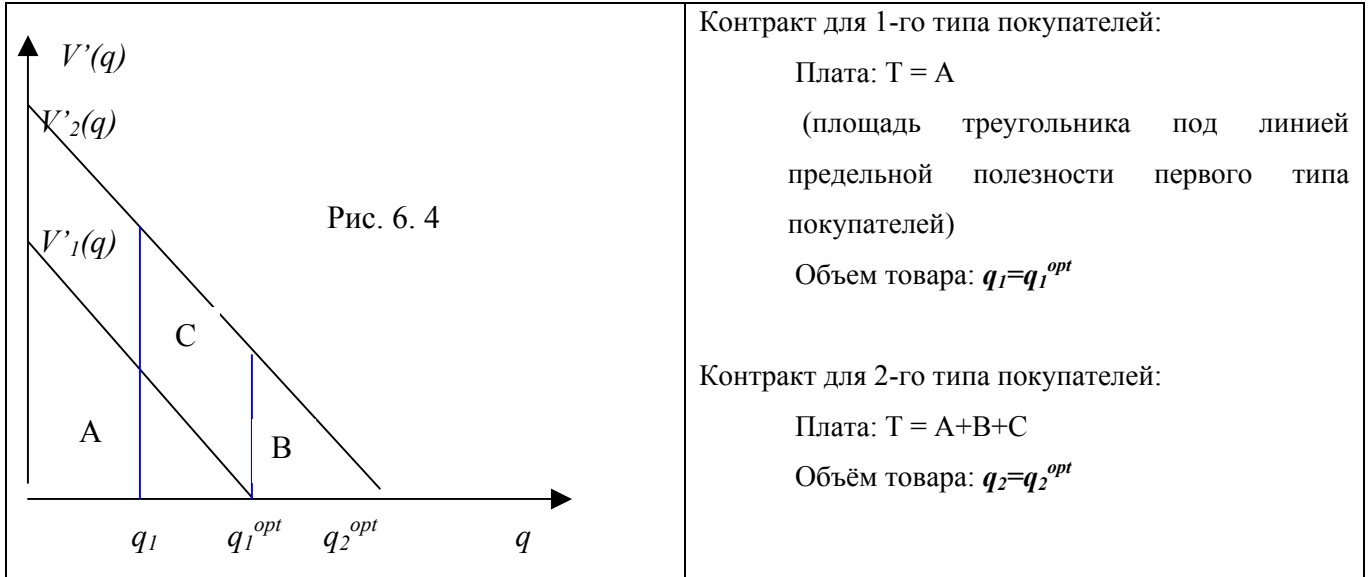 V’(q)
V’2(q)
Рис. 6. 4
V’1(q)
C
A
B
q1 q1opt q2opt q
Контракт для 1-го типа покупателей:
Плата: T = A
(площадь треугольника под линией
предельной полезности первого типа
покупателей)
Объем товара: q1=q1opt
Контракт для 2-го типа покупателей:
Плата: T = A+B+C
Объём товара: q2=q2opt